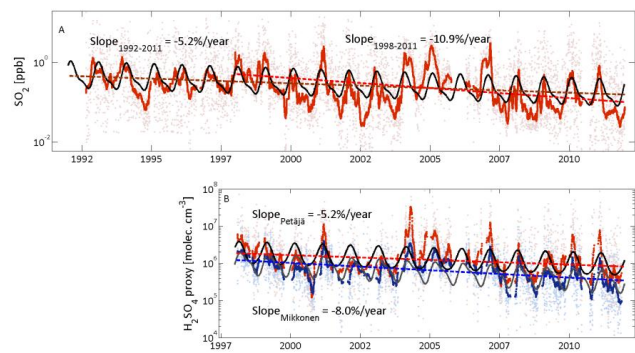 A
Slope1992-2011 = -5.2%/year
Slope1998-2011 = -10.9%/year
SO2 [ppb]
10^0
10^-2
1992 1995 1997 2000 2002 2005 2007 2010
B
SlopePetäjä = -5.2%/year
H2SO4 proxy [molec. cm^-3]
10^8
10^7
10^6
10^5
10^4
SlopeMikkonen = -8.0%/year
1997 2000 2002 2005 2007 2010